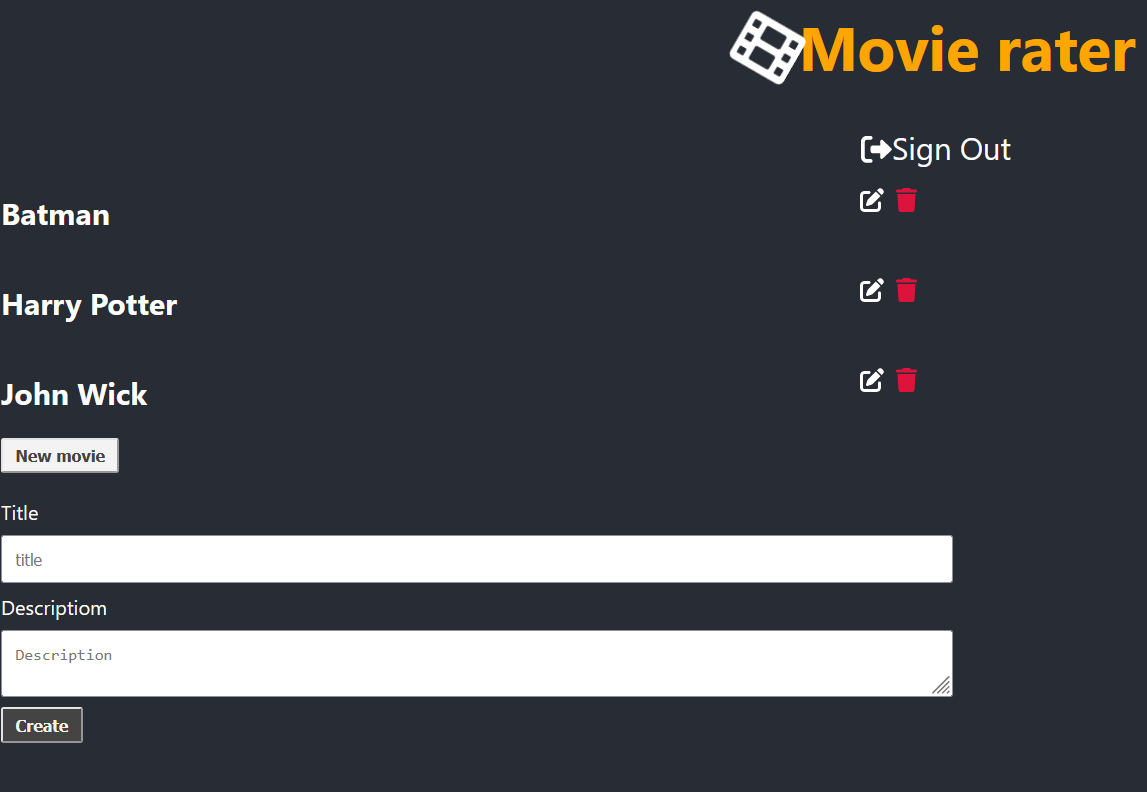 Movie rater
Sign Out
Batman
Harry Potter
John Wick
New movie
Title
title
Descriptiom
Description
Create